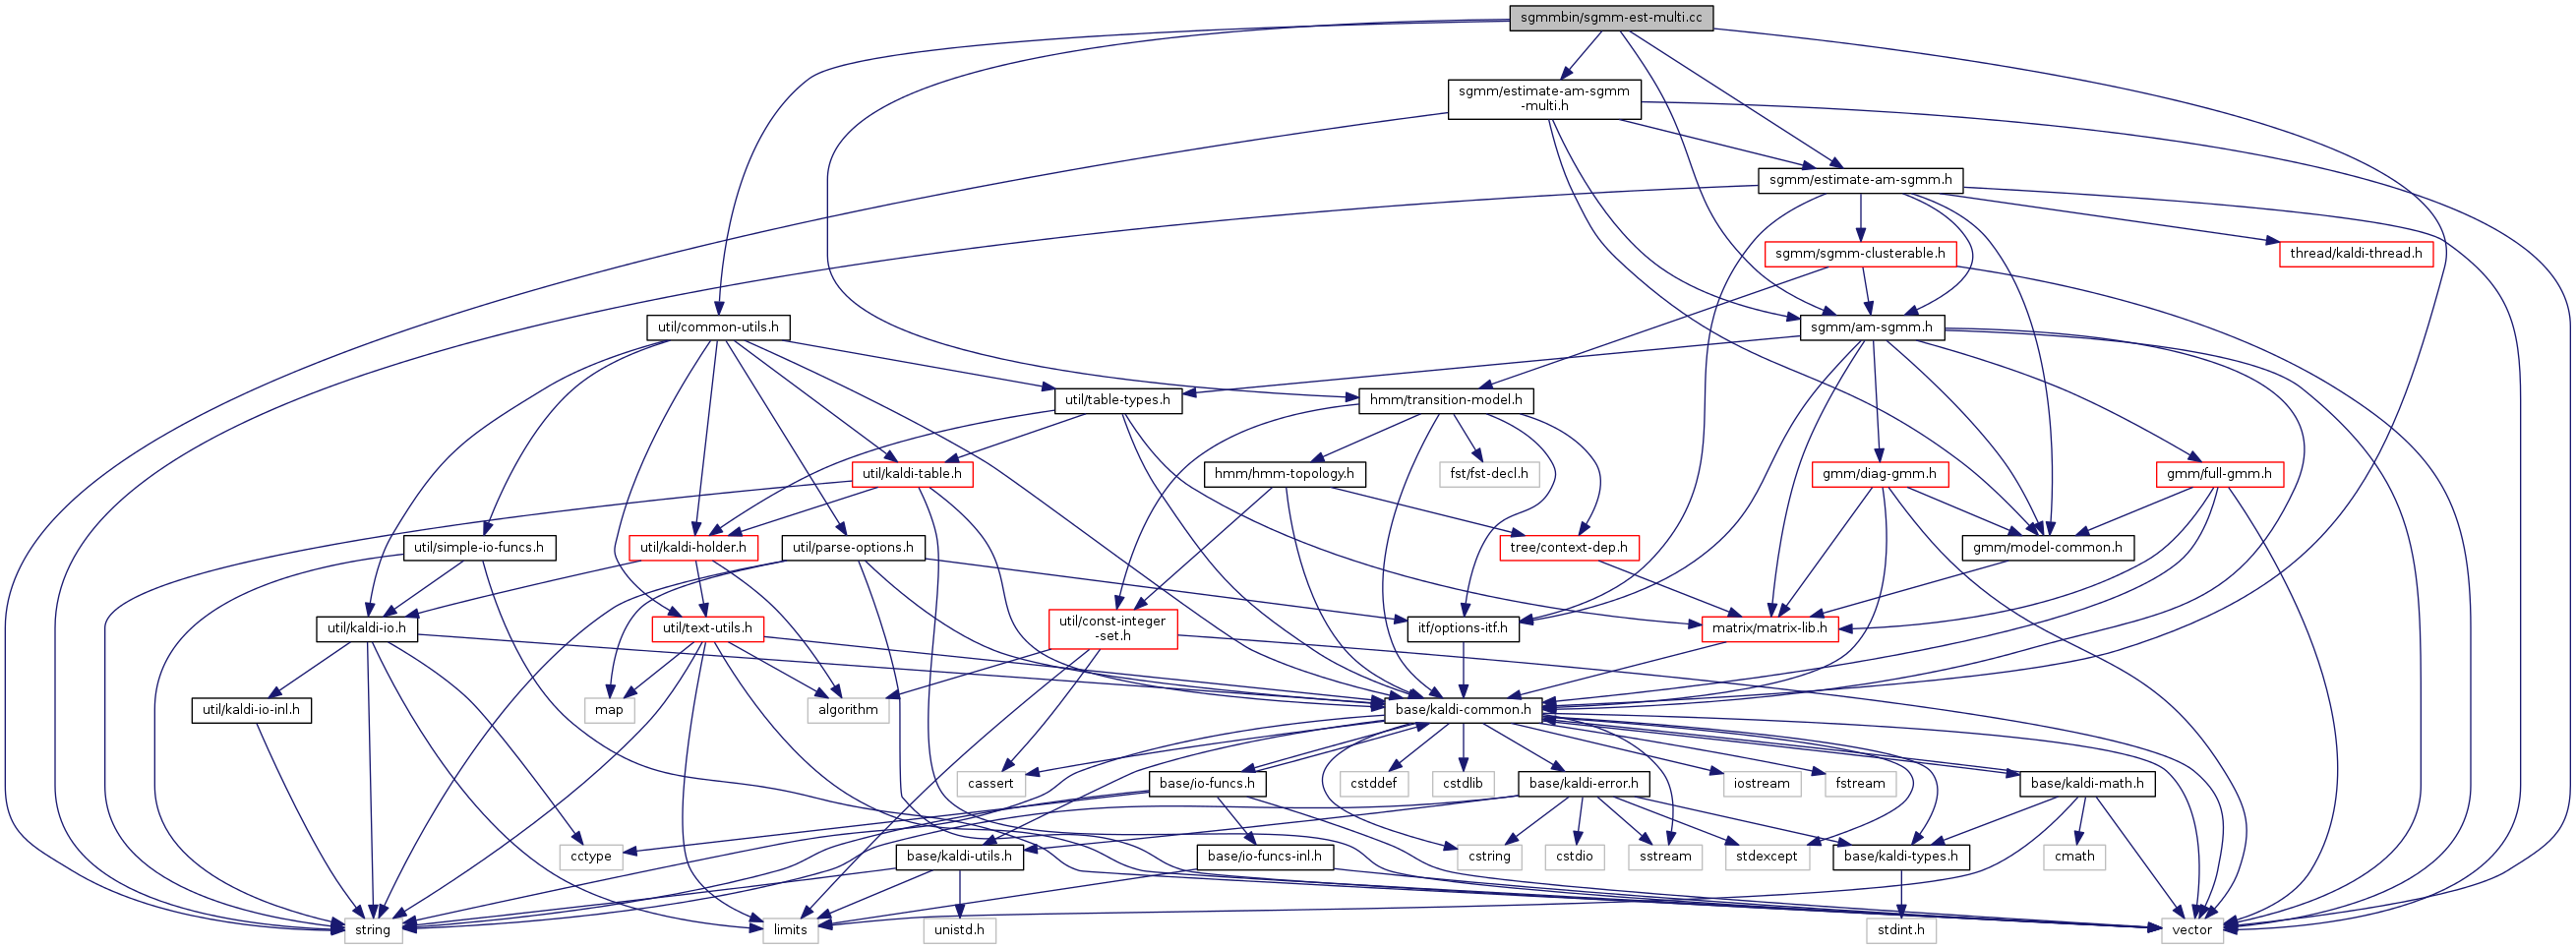 sgmmbin/sgmm-est-multi.cc
sgmm/estimate-am-sgmm
-multi.h
sgmm/estimate-am-sgmm.h
sgmm/sgmm-clusterable.h
thread/kaldi-thread.h
util/common-utils.h
sgmm/am-sgmm.h
util/table-types.h
hmm/transition-model.h
util/kaldi-table.h
hmm/hmm-topology.h
fst/fst-decl.h
gmm/diag-gmm.h
gmm/full-gmm.h
util/simple-io-funcs.h
util/kaldi-holder.h
util/parse-options.h
tree/context-dep.h
gmm/model-common.h
util/kaldi-io.h
util/text-utils.h
util/const-integer
-set.h
itf/options-itf.h
matrix/matrix-lib.h
util/kaldi-io-inl.h
map
algorithm
base/kaldi-common.h
cassert
base/io-funcs.h
cstddef
cstdlib
base/kaldi-error.h
iostream
fstream
base/kaldi-math.h
cctype
base/kaldi-utils.h
base/io-funcs-inl.h
cstring
cstdio
sstream
stdexcept
base/kaldi-types.h
cmath
string
limits
unistd.h
stdint.h
vector